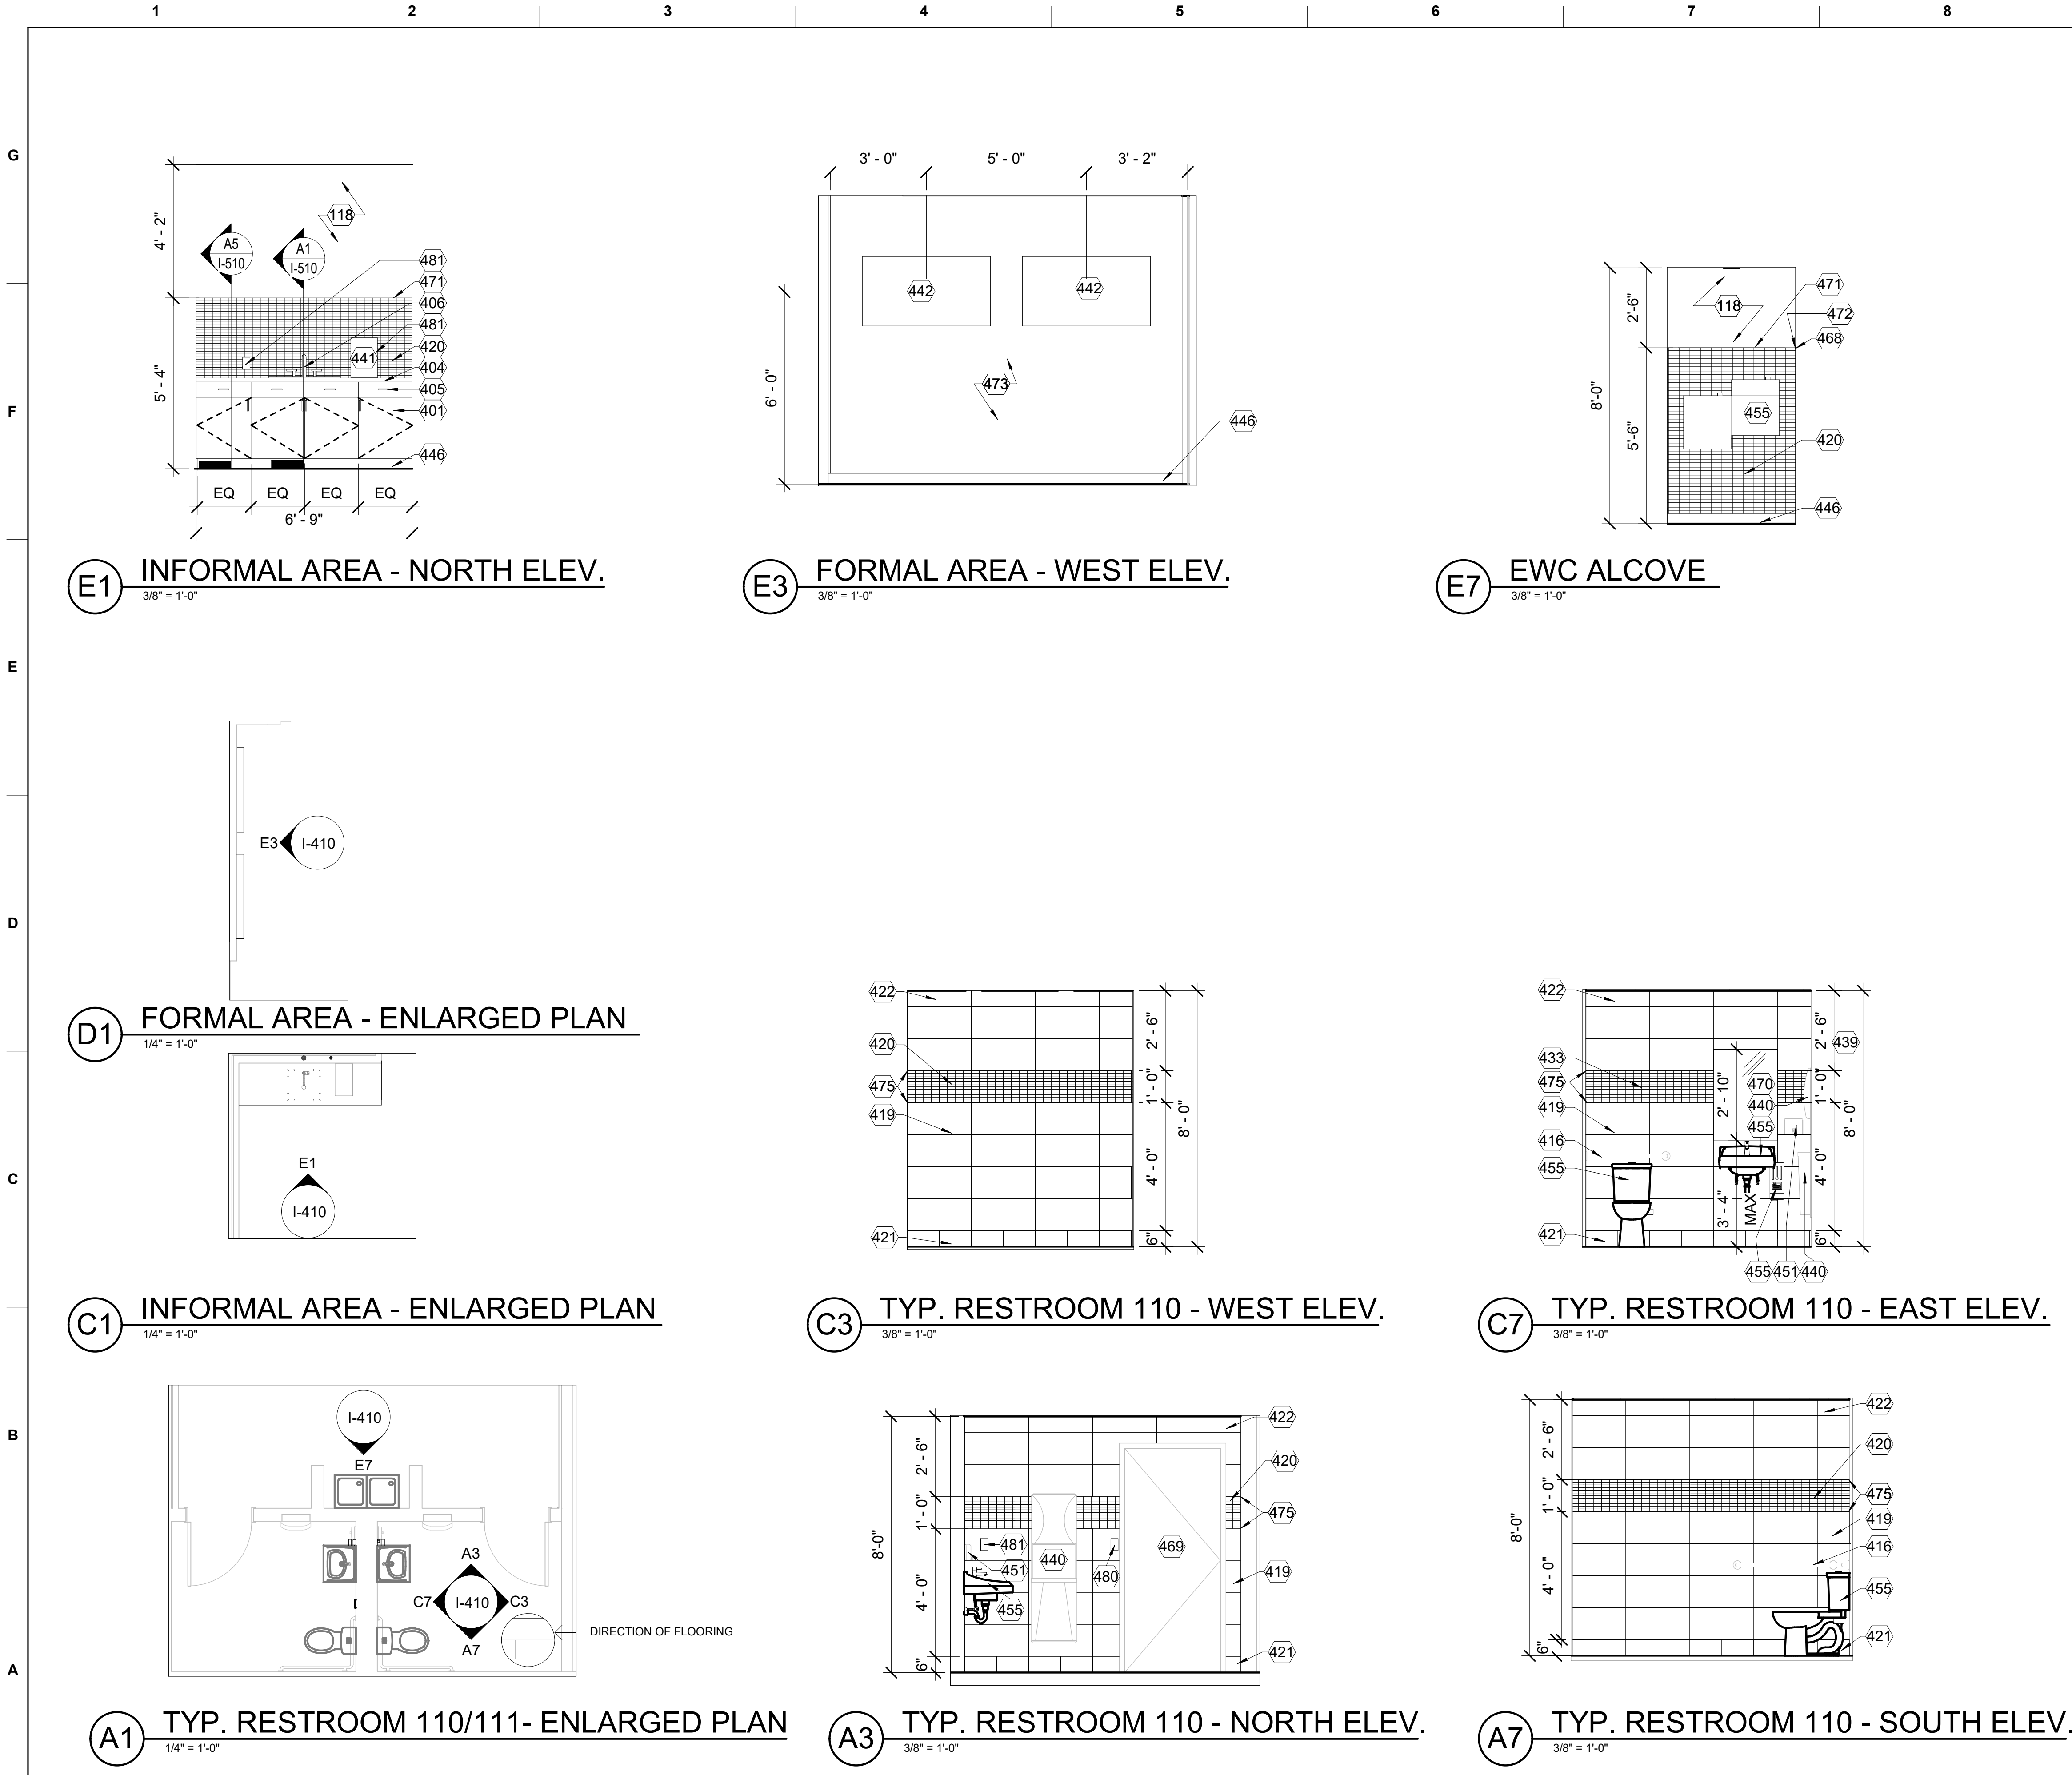 1 2 3 4 5 6 7 8
G
F
E
D
C
B
A
4' - 2"
5' - 4"
118
A5
I-510
A1
I-510
481
471
406
481
441
420
404
405
401
446
EQ EQ EQ EQ
6' - 9"
E1 INFORMAL AREA - NORTH ELEV.
3/8" = 1'-0"
3' - 0" 5' - 0" 3' - 2"
442 442
6' - 0"
473
446
E3 FORMAL AREA - WEST ELEV.
3/8" = 1'-0"
8'-0"
2'-6"
5'-6"
118
471
472
468
455
420
446
E7 EWC ALCOVE
3/8" = 1'-0"
E3 I-410
D1 FORMAL AREA - ENLARGED PLAN
1/4" = 1'-0"
E1
I-410
C1 INFORMAL AREA - ENLARGED PLAN
1/4" = 1'-0"
422
420
475
419
421
2' - 6"
1' - 0"
4' - 0"
6"
8' - 0"
C3 TYP. RESTROOM 110 - WEST ELEV.
3/8" = 1'-0"
422
433
475
419
416
455
421
2' - 10"
3' - 4"
MAX
470
440
455
455 451 440
2' - 6"
439
1' - 0"
4' - 0"
6"
8' - 0"
C7 TYP. RESTROOM 110 - EAST ELEV.
3/8" = 1'-0"
I-410
E7
A3
C7 I-410 C3
A7
DIRECTION OF FLOORING
A1 TYP. RESTROOM 110/111- ENLARGED PLAN
1/4" = 1'-0"
8'-0"
2' - 6"
1' - 0"
4' - 0"
6"
481
451
455
440
480
469
422
420
475
419
421
A3 TYP. RESTROOM 110 - NORTH ELEV.
3/8" = 1'-0"
8'-0"
2' - 6"
1' - 0"
4' - 0"
6"
422
420
475
419
416
455
421
A7 TYP. RESTROOM 110 - SOUTH ELEV.
3/8" = 1'-0"